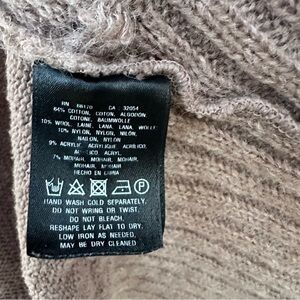 RN 66170 CA 32054
64% COTTON, COTON, ALGODON,
COTONE, BAUMWOLLE
10% WOOL, LAINE, LANA, LANA, WOLLE
10% NYLON, NYLON, NILON,
NAILON, NYLON
9% ACRYLIC, ACRYLIQUE, ACRILICO,
ACRILICO, ACRYL,
7% MOHAIR, MOHAIR, MOHAIR,
MOHAIR, MOHAIR
HECHO EN CHINA
HAND WASH COLD SEPARATELY.
DO NOT WRING OR TWIST.
DO NOT BLEACH.
RESHAPE LAY FLAT TO DRY.
LOW IRON AS NEEDED,
MAY BE DRY CLEANED